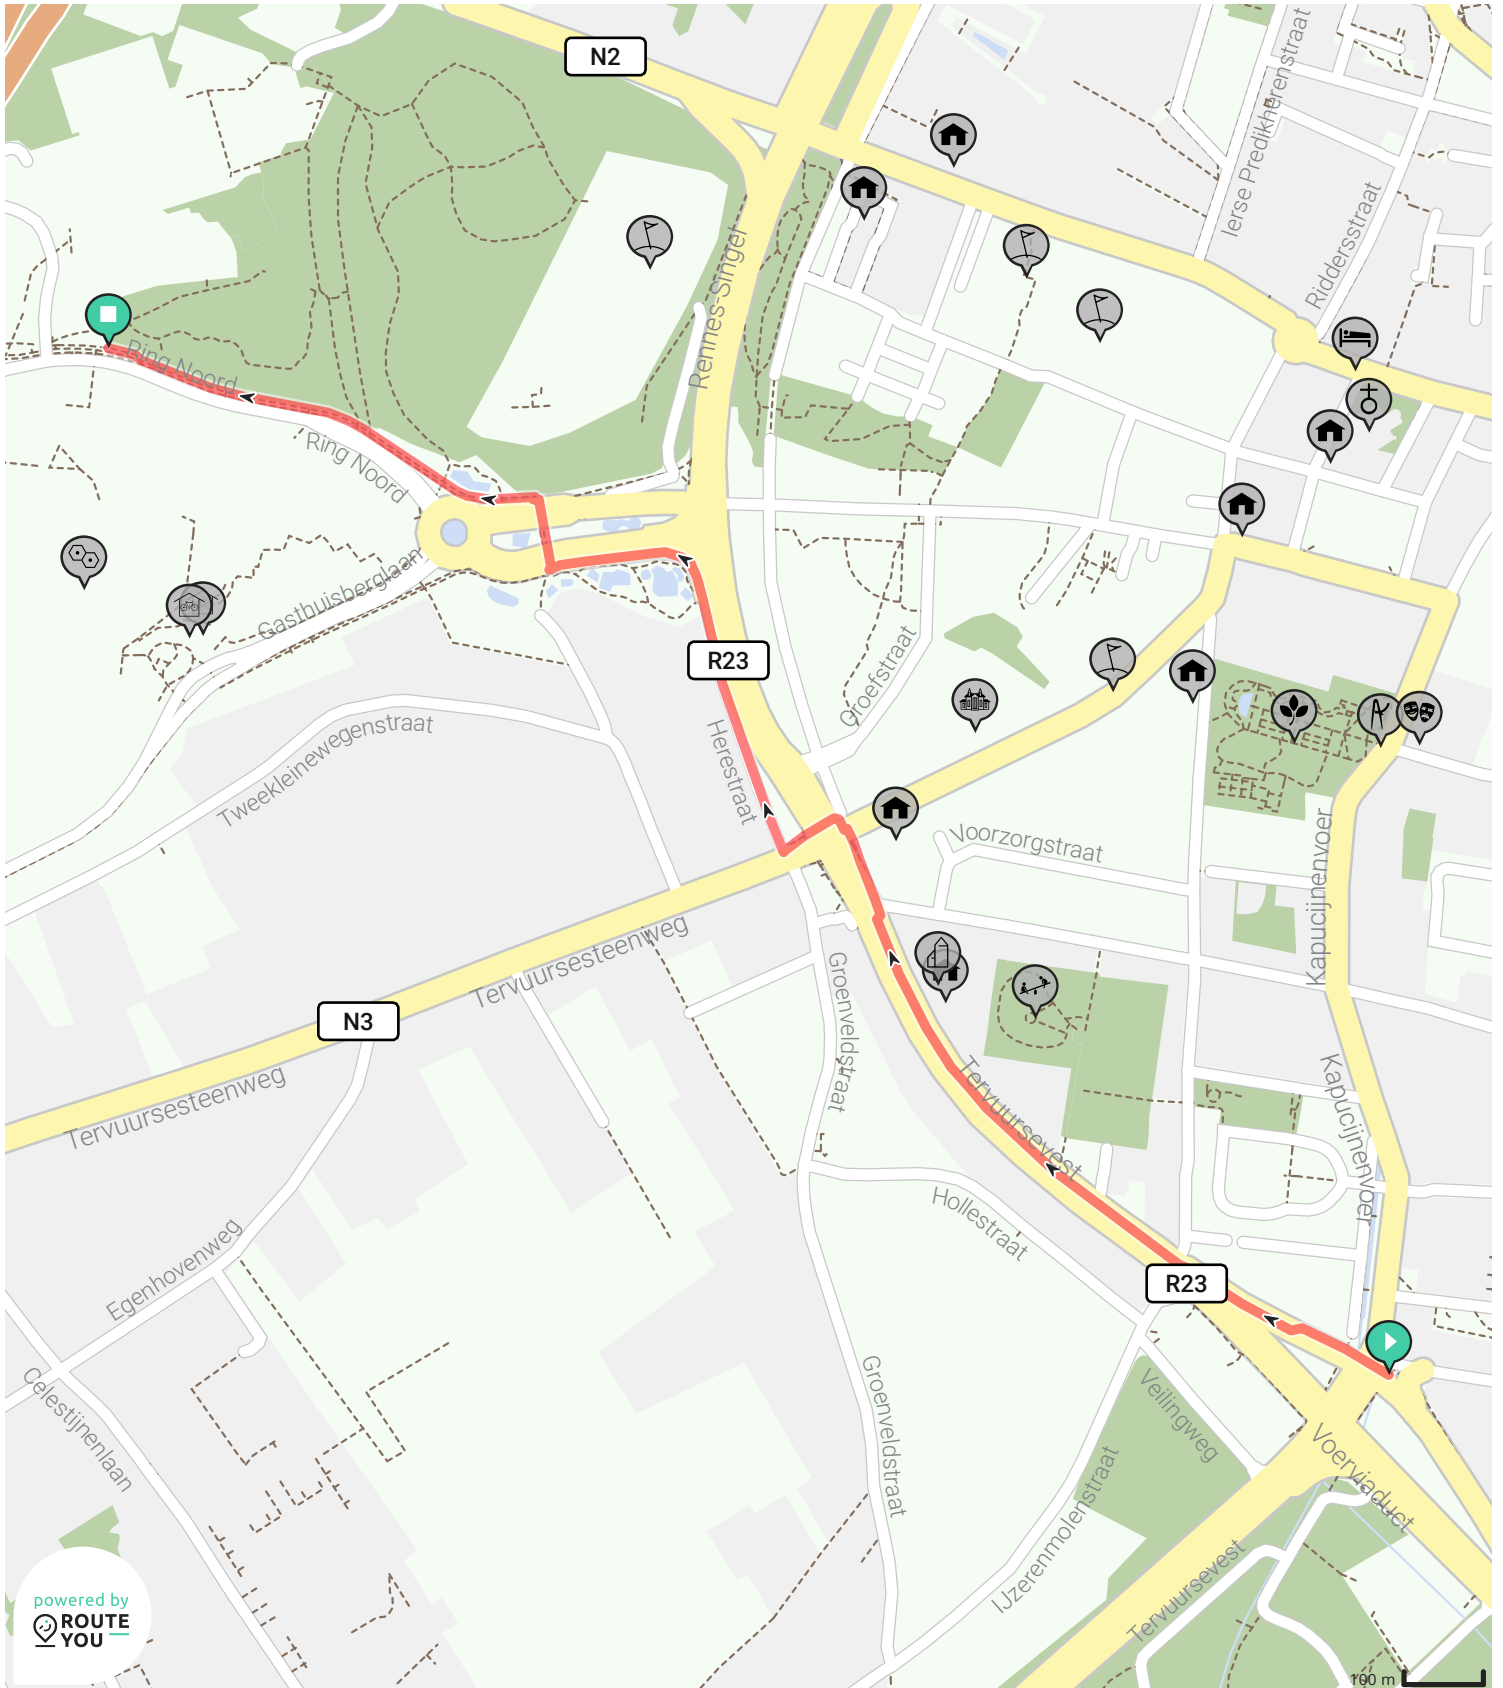 N2
Ierse Predikherenstraat
Riddersstraat
Rennes-Singel
Ring Noord
Ring Noord
Gasthuisberglaan
R23
Groefstraat
Herestraat
Tweekleinewegenstraat
Voorzorgstraat
Kapucijnenvoer
Tervuursesteenweg
Groenveldstraat
N3
Tervuursesteenweg
Tervuursevest
Kapucijnenvoer
Hollestraat
Egenhovenweg
R23
Celestijnenlaan
Groenveldstraat
Veilingweg
Voerviaduct
IJzerenmolenstraat
Tervuursevest
powered by
ROUTE
YOU
100 m